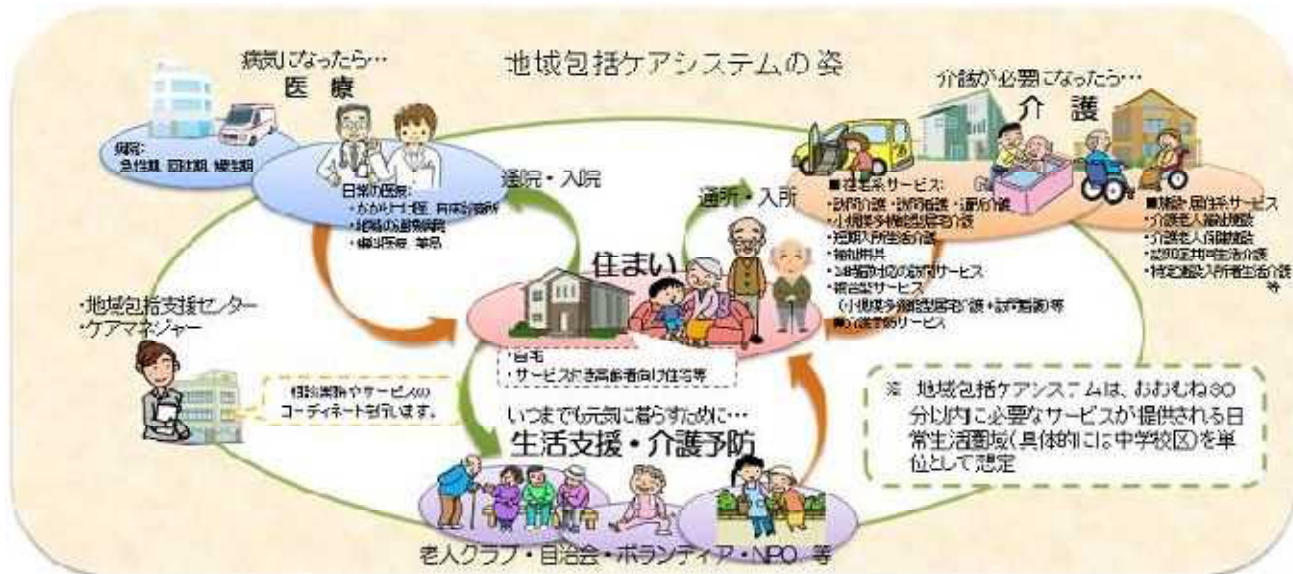 地域包括ケアシステムの姿
病気になったら…
医 療
病院:
急性期、回復期、慢性期
日常の医療:
・かかりつけ医、有床診療所
・地域の連携病院
・歯科医療、薬局
通院・入院
通所・入所
介護が必要になったら…
介 護
■在宅系サービス:
・訪問介護・訪問看護・通所介護
・小規模多機能型居宅介護
・短期入所生活介護
・福祉用具
・24時間対応の訪問サービス
・複合型サービス
(小規模多機能型居宅介護+訪問看護)等
■介護予防サービス
■施設・居住系サービス
・介護老人福祉施設
・介護老人保健施設
・認知症共同生活介護
・特定施設入所者生活介護
等
住まい
・自宅
・サービス付き高齢者向け住宅等
・地域包括支援センター
・ケアマネジャー
相談業務やサービスの
コーディネートを行います。
いつまでも元気に暮らすために…
生活支援・介護予防
老人クラブ・自治会・ボランティア・NPO 等
※ 地域包括ケアシステムは、おおむね30
分以内に必要なサービスが提供される日
常生活圏域(具体的には中学校区)を単
位として想定